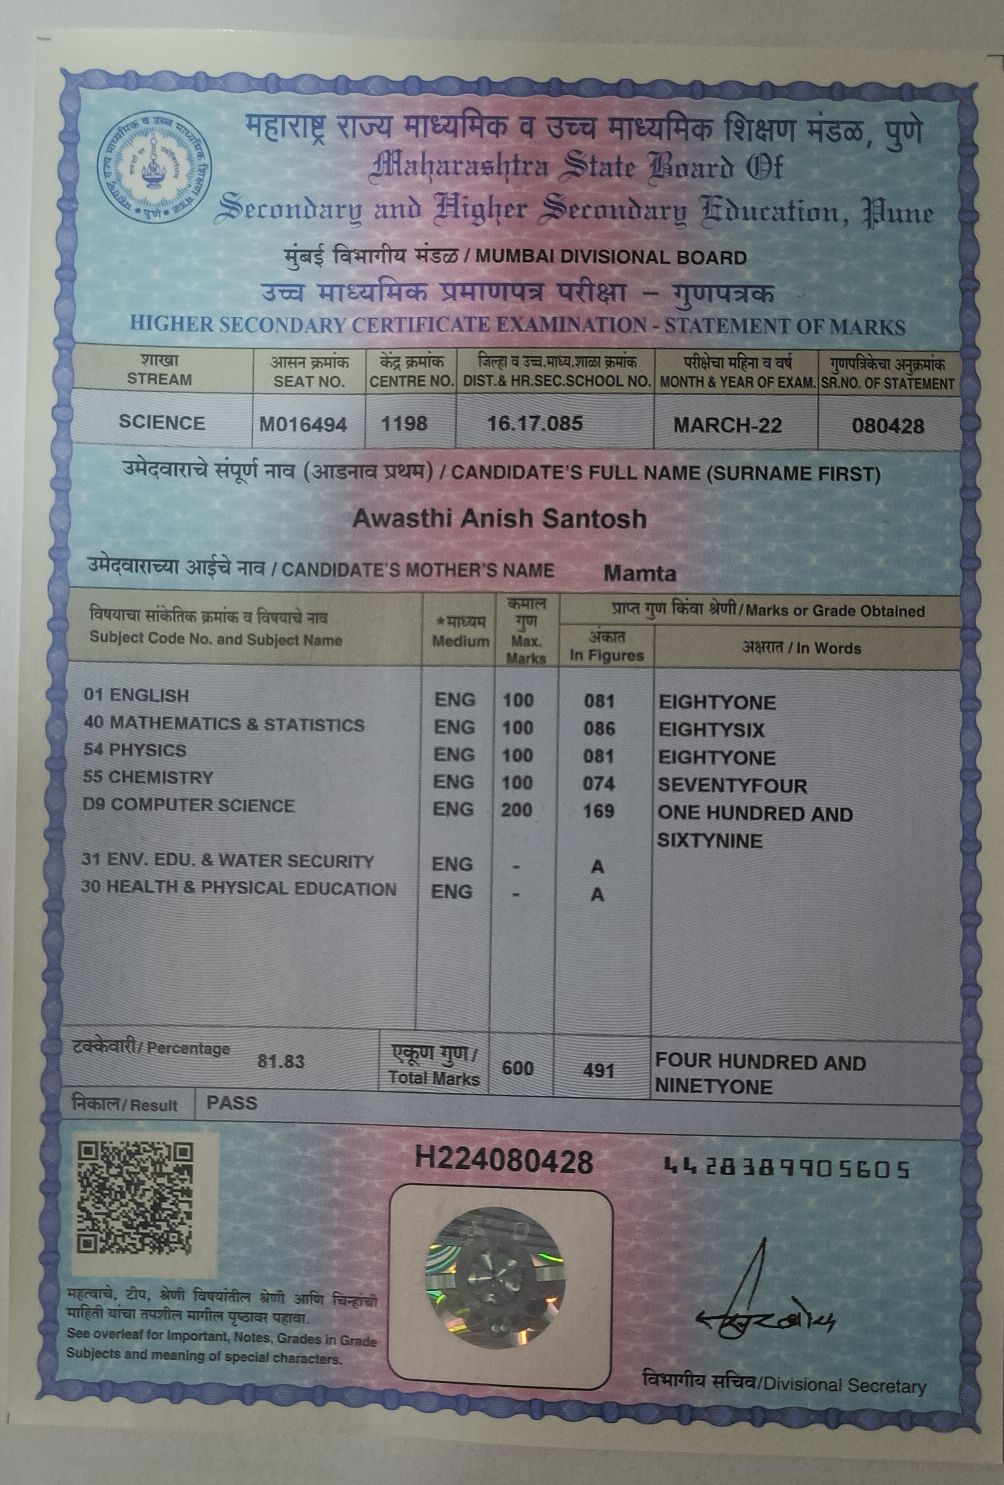 महाराष्ट्र राज्य माध्यमिक व उच्च माध्यमिक शिक्षण मंडळ, पुणे
Maharashtra State Board Of
Secondary and Higher Secondary Education, Pune
मुंबई विभागीय मंडळ / MUMBAI DIVISIONAL BOARD
उच्च माध्यमिक प्रमाणपत्र परीक्षा – गुणपत्रक
HIGHER SECONDARY CERTIFICATE EXAMINATION - STATEMENT OF MARKS
शाखा आसन क्रमांक केंद्र क्रमांक जिल्हा व उच्च.माध्य.शाळा क्रमांक परीक्षेचा महिना व वर्ष गुणपत्रिकेचा अनुक्रमांक
STREAM SEAT NO. CENTRE NO. DIST.& HR.SEC.SCHOOL NO. MONTH & YEAR OF EXAM. SR.NO. OF STATEMENT
SCIENCE M016494 1198 16.17.085 MARCH-22 080428
उमेदवाराचे संपूर्ण नाव (आडनाव प्रथम) / CANDIDATE'S FULL NAME (SURNAME FIRST)
Awasthi Anish Santosh
उमेदवाराच्या आईचे नाव / CANDIDATE'S MOTHER'S NAME Mamta
विषयाचा सांकेतिक क्रमांक व विषयाचे नाव
Subject Code No. and Subject Name
*माध्यम
Medium
कमाल
गुण
Max.
Marks
प्राप्त गुण किंवा श्रेणी/Marks or Grade Obtained
अंकात
In Figures
अक्षरात / In Words
01 ENGLISH ENG 100 081 EIGHTYONE
40 MATHEMATICS & STATISTICS ENG 100 086 EIGHTYSIX
54 PHYSICS ENG 100 081 EIGHTYONE
55 CHEMISTRY ENG 100 074 SEVENTYFOUR
D9 COMPUTER SCIENCE ENG 200 169 ONE HUNDRED AND
SIXTYNINE
31 ENV. EDU. & WATER SECURITY ENG - A
30 HEALTH & PHYSICAL EDUCATION ENG - A
टक्केवारी/ Percentage 81.83
एकूण गुण/
Total Marks
600 491
FOUR HUNDRED AND
NINETYONE
निकाल/ Result PASS
H224080428
4428389905605
महत्वाचे, टीप, श्रेणी विषयांतील श्रेणी आणि चिन्हांची
माहिती यांचा तपशील मागील पृष्ठावर पहावा.
See overleaf for Important, Notes, Grades in Grade
Subjects and meaning of special characters.
विभागीय सचिव/Divisional Secretary